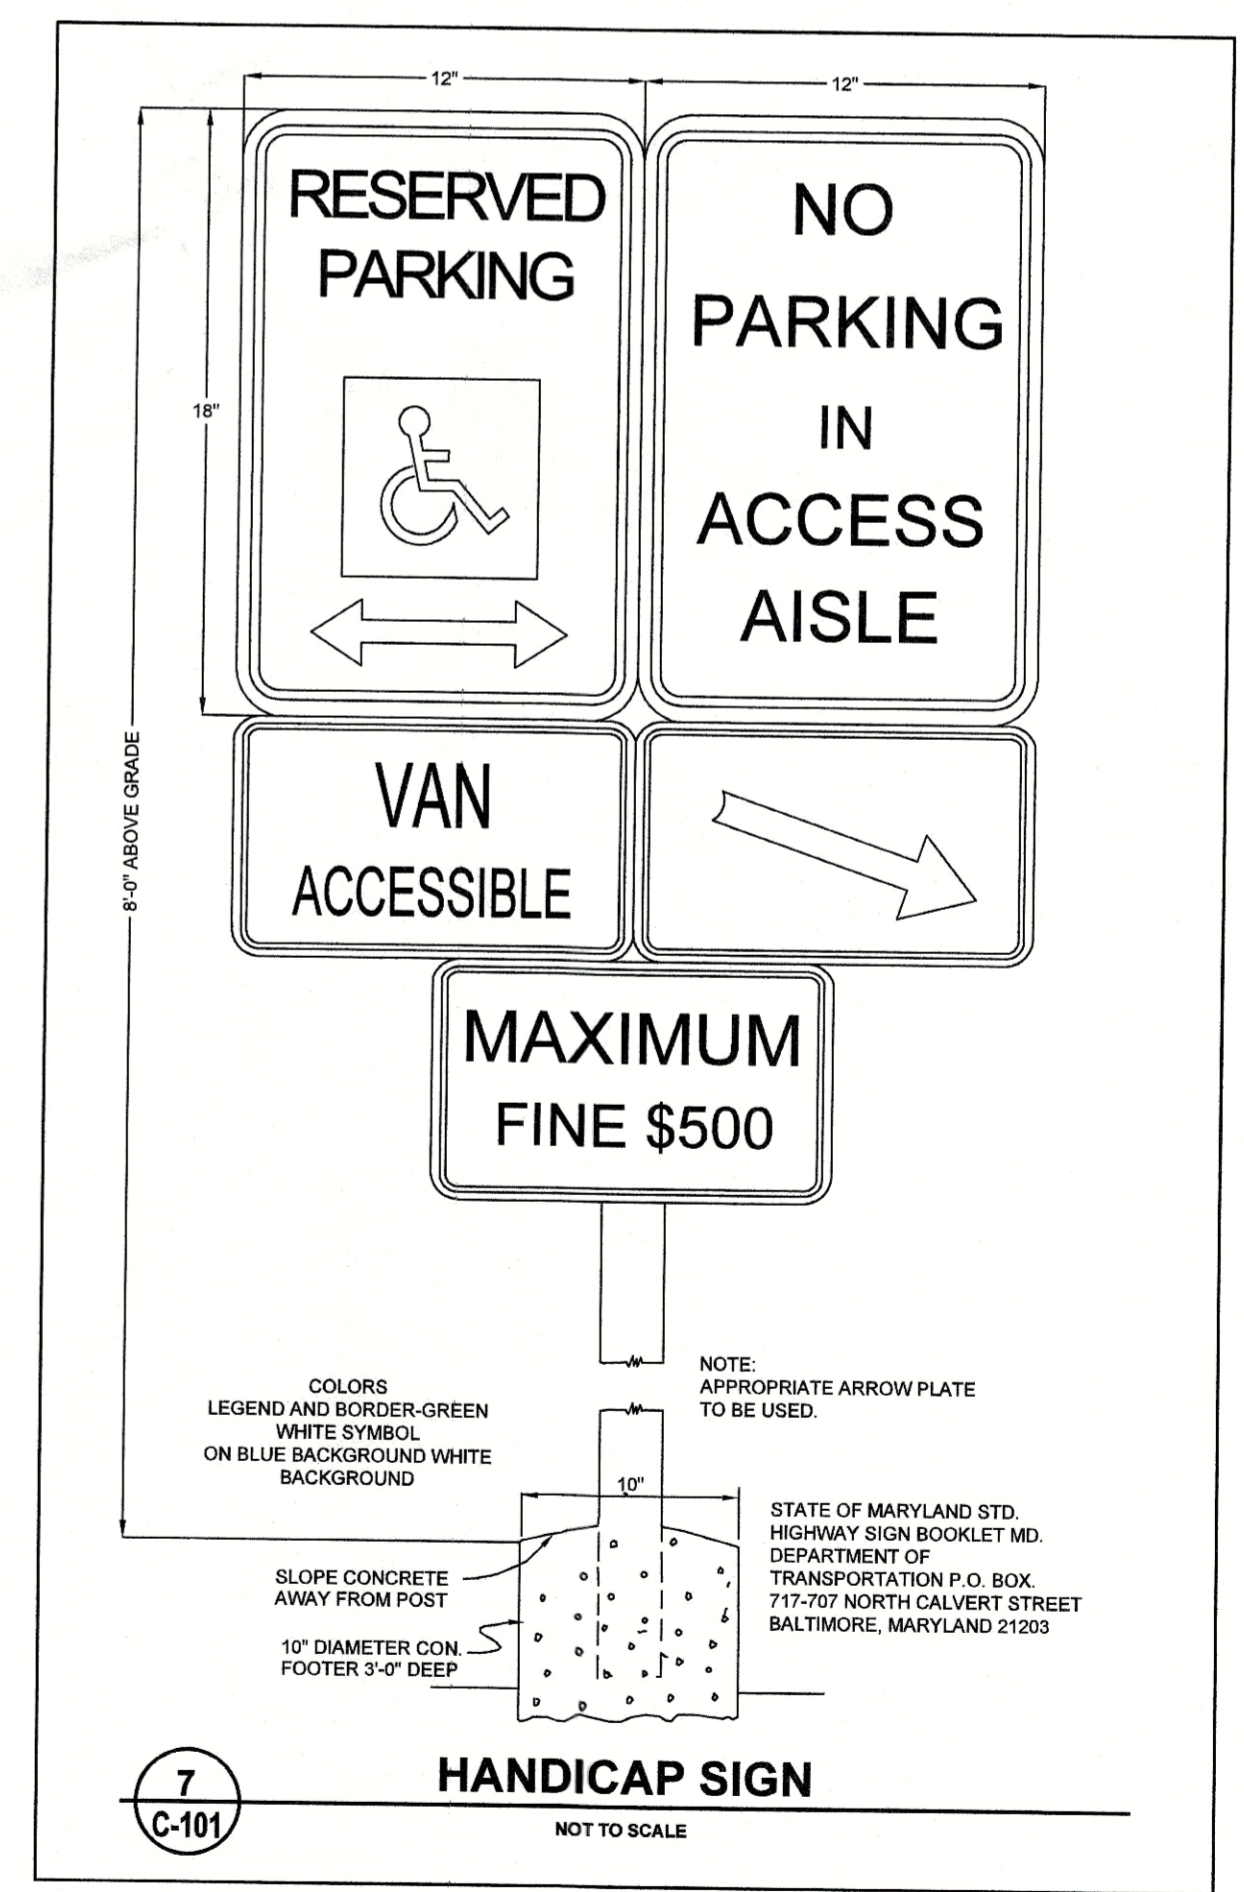 12"
12"
RESERVED
PARKING
NO
PARKING
IN
ACCESS
AISLE
18"
8'-0" ABOVE GRADE
VAN
ACCESSIBLE
MAXIMUM
FINE $500
NOTE:
APPROPRIATE ARROW PLATE
TO BE USED.
COLORS
LEGEND AND BORDER-GREEN
WHITE SYMBOL
ON BLUE BACKGROUND WHITE
BACKGROUND
10"
STATE OF MARYLAND STD.
HIGHWAY SIGN BOOKLET MD.
DEPARTMENT OF
TRANSPORTATION P.O. BOX.
717-707 NORTH CALVERT STREET
BALTIMORE, MARYLAND 21203
SLOPE CONCRETE
AWAY FROM POST
10" DIAMETER CON.
FOOTER 3'-0" DEEP
7
C-101
HANDICAP SIGN
NOT TO SCALE